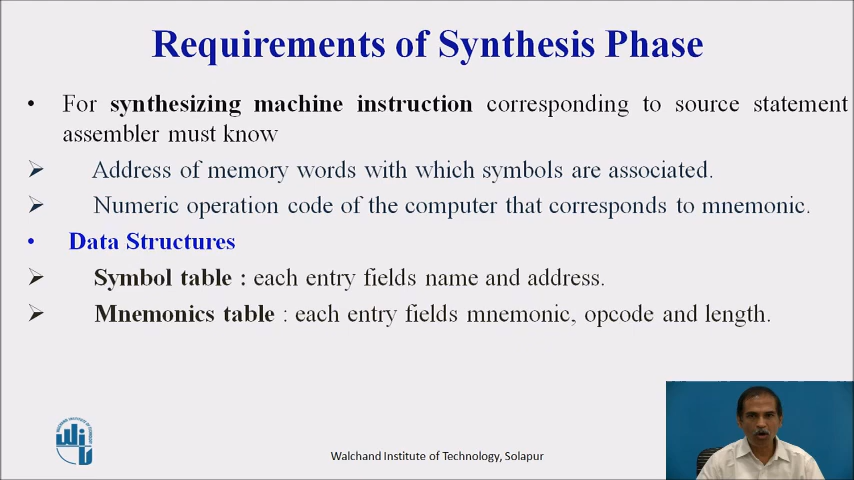 Requirements of Synthesis Phase
• For synthesizing machine instruction corresponding to source statement
assembler must know
➢ Address of memory words with which symbols are associated.
➢ Numeric operation code of the computer that corresponds to mnemonic.
• Data Structures
➢ Symbol table : each entry fields name and address.
➢ Mnemonics table : each entry fields mnemonic, opcode and length.
Walchand Institute of Technology, Solapur